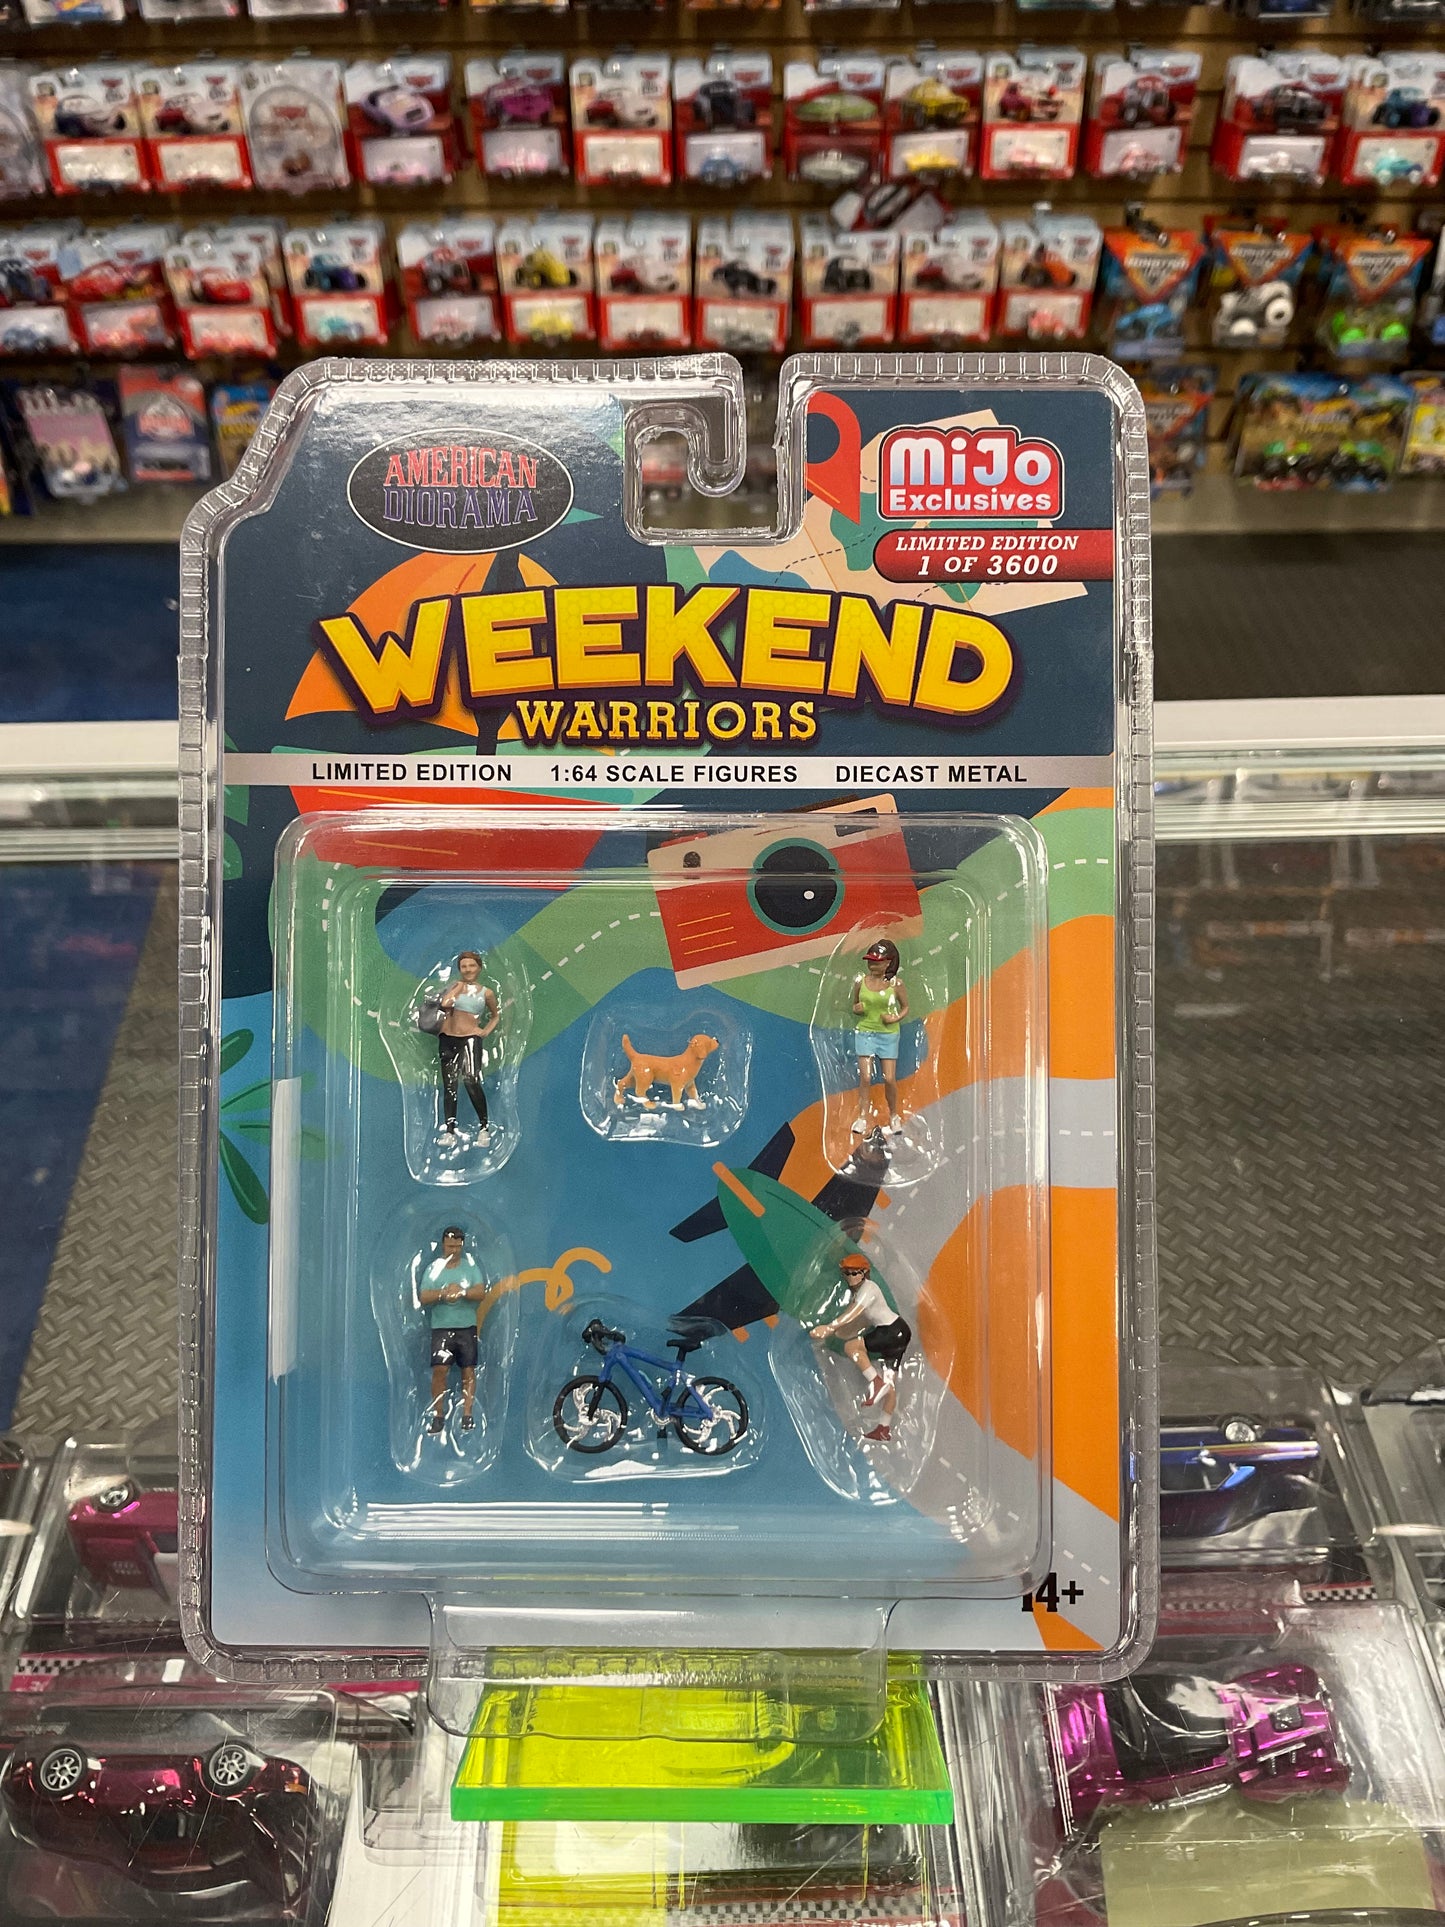 AMERICAN
DIORAMA
MiJo
Exclusives
LIMITED EDITION
1 OF 3600
WEEKEND
WARRIORS
LIMITED EDITION 1:64 SCALE FIGURES DIECAST METAL
14+